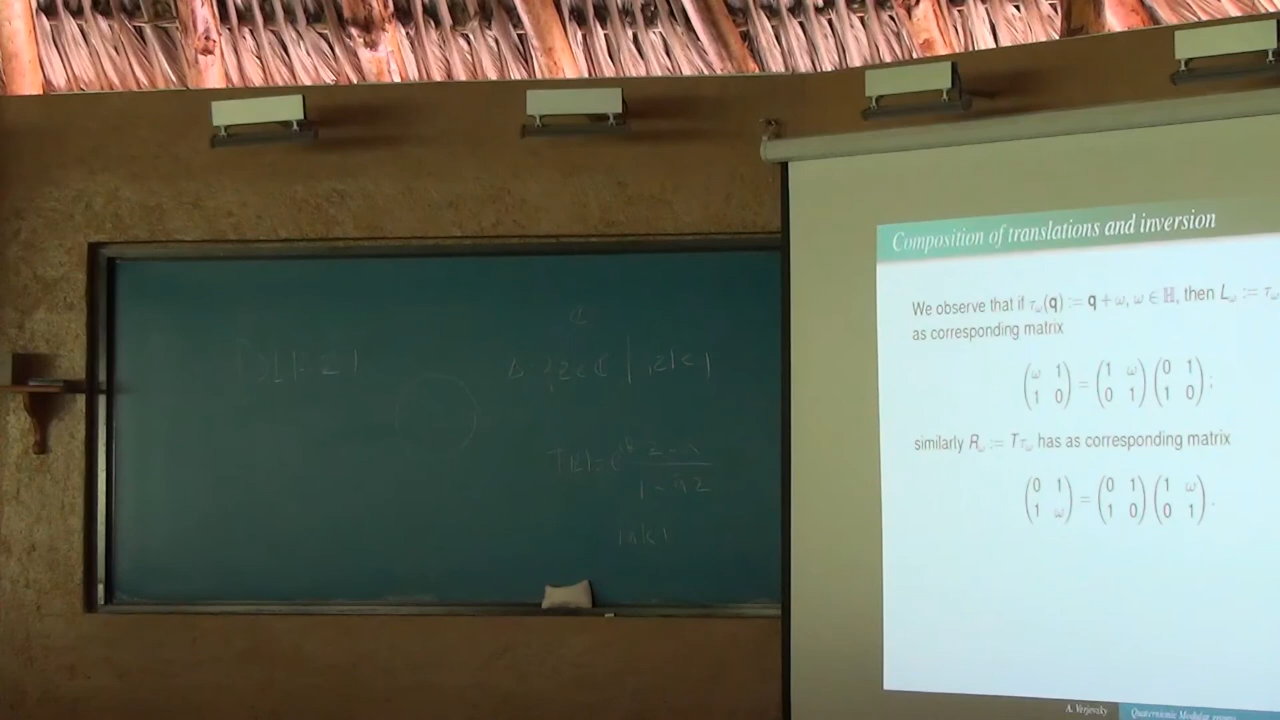 ℂ
Δ = {z ∈ ℂ | |z| < 1
1 - āz
|a| < 1
Composition of translations and inversion
We observe that if τ_ω(𝐪) := 𝐪 + ω, ω ∈ ℍ, then L_ω := τ_ω
as corresponding matrix
(ω 1; 1 0) = (1 ω; 0 1) (0 1; 1 0);
similarly R_ω := Tτ_ω has as corresponding matrix
(0 1; 1 ω) = (0 1; 1 0) (1 ω; 0 1).
A. Verjovsky Quaternionic Modular